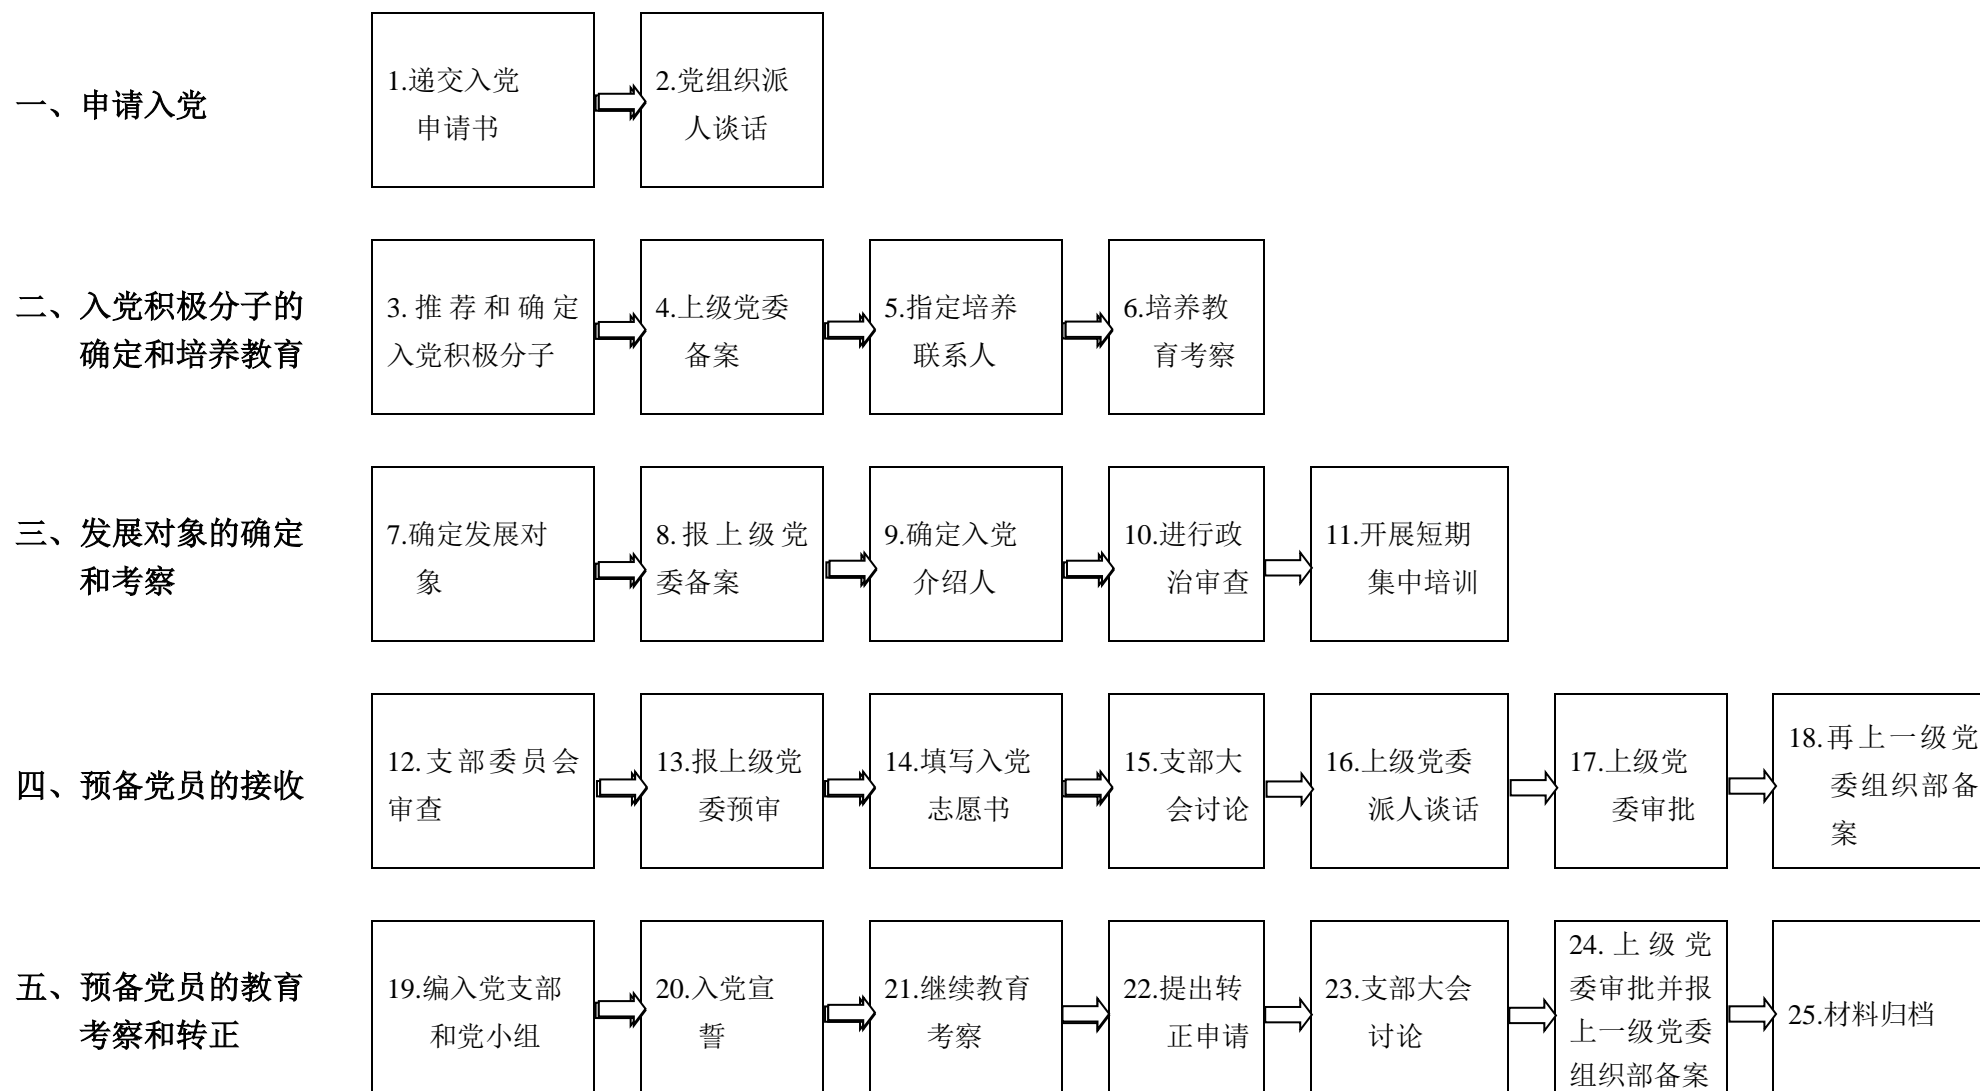 一、申请入党
1.递交入党
申请书
2.党组织派
人谈话
二、入党积极分子的
确定和培养教育
3.推荐和确定
入党积极分子
4.上级党委
备案
5.指定培养
联系人
6.培养教
育考察
三、发展对象的确定
和考察
7.确定发展对
象
8.报上级党
委备案
9.确定入党
介绍人
10.进行政
治审查
11.开展短期
集中培训
四、预备党员的接收
12.支部委员会
审查
13.报上级党
委预审
14.填写入党
志愿书
15.支部大
会讨论
16.上级党委
派人谈话
17.上级党
委审批
18.再上一级党
委组织部备
案
五、预备党员的教育
考察和转正
19.编入党支部
和党小组
20.入党宣
誓
21.继续教育
考察
22.提出转
正申请
23.支部大会
讨论
24.上级党
委审批并报
上一级党委
组织部备案
25.材料归档